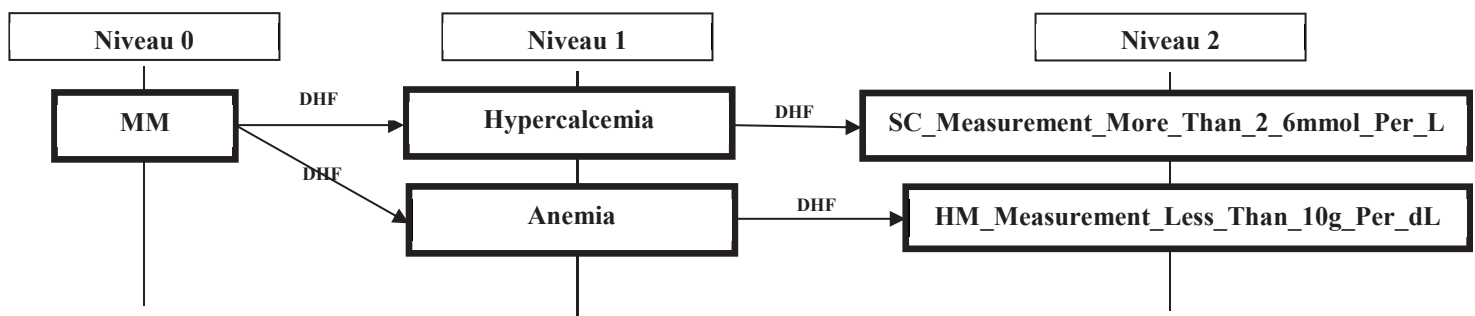 Niveau 0
Niveau 1
Niveau 2
MM
DHF
Hypercalcemia
DHF
SC_Measurement_More_Than_2_6mmol_Per_L
DHF
Anemia
DHF
HM_Measurement_Less_Than_10g_Per_dL